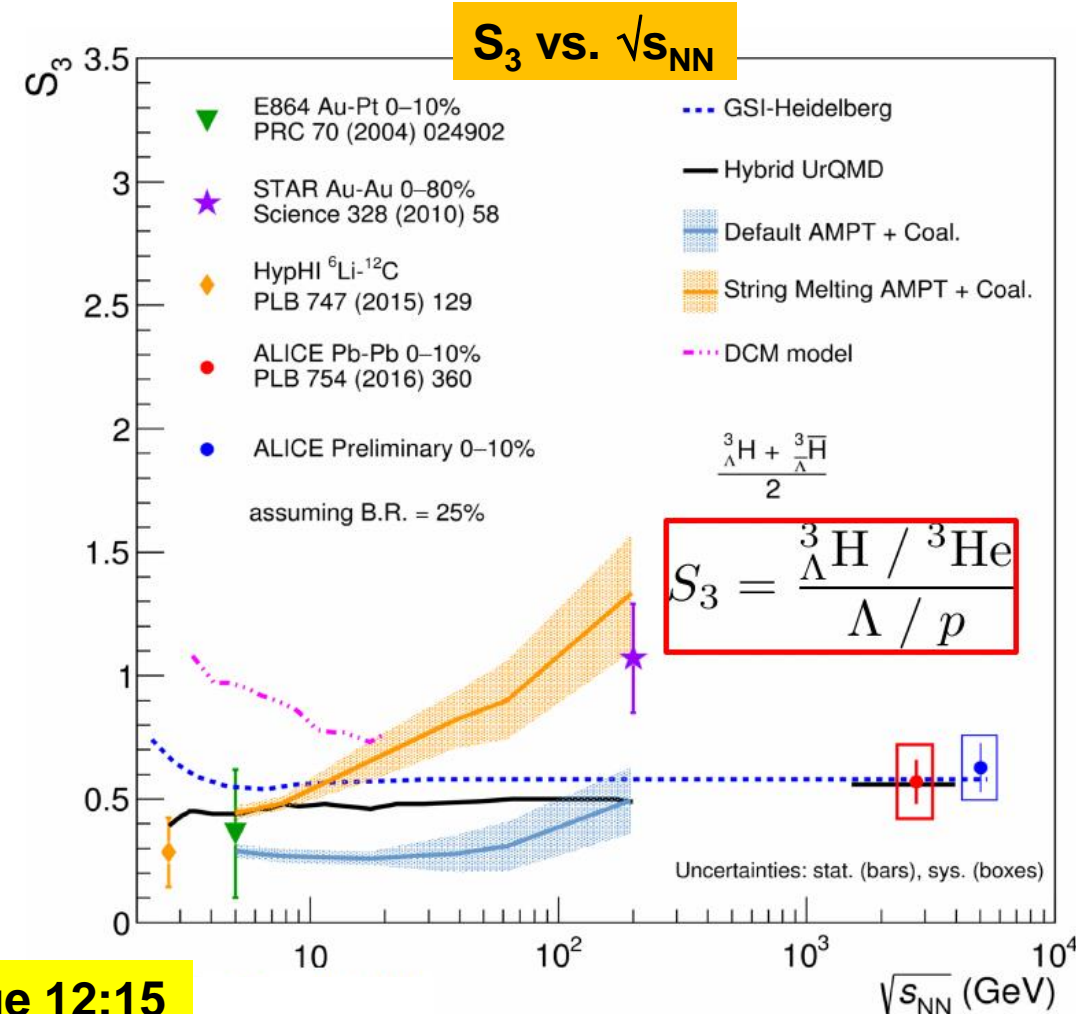 S₃ vs. √sNN
S₃
3.5
3
2.5
2
1.5
1
0.5
0
E864 Au-Pt 0–10%
PRC 70 (2004) 024902
STAR Au-Au 0–80%
Science 328 (2010) 58
HypHI ⁶Li-¹²C
PLB 747 (2015) 129
ALICE Pb-Pb 0–10%
PLB 754 (2016) 360
ALICE Preliminary 0–10%
assuming B.R. = 25%
GSI-Heidelberg
Hybrid UrQMD
Default AMPT + Coal.
String Melting AMPT + Coal.
DCM model
³ΛH + ³Λ̅H̅
2
S₃ = ³ΛH / ³He
Λ / p
Uncertainties: stat. (bars), sys. (boxes)
10 10² 10³ 10⁴
√sNN (GeV)
12:15